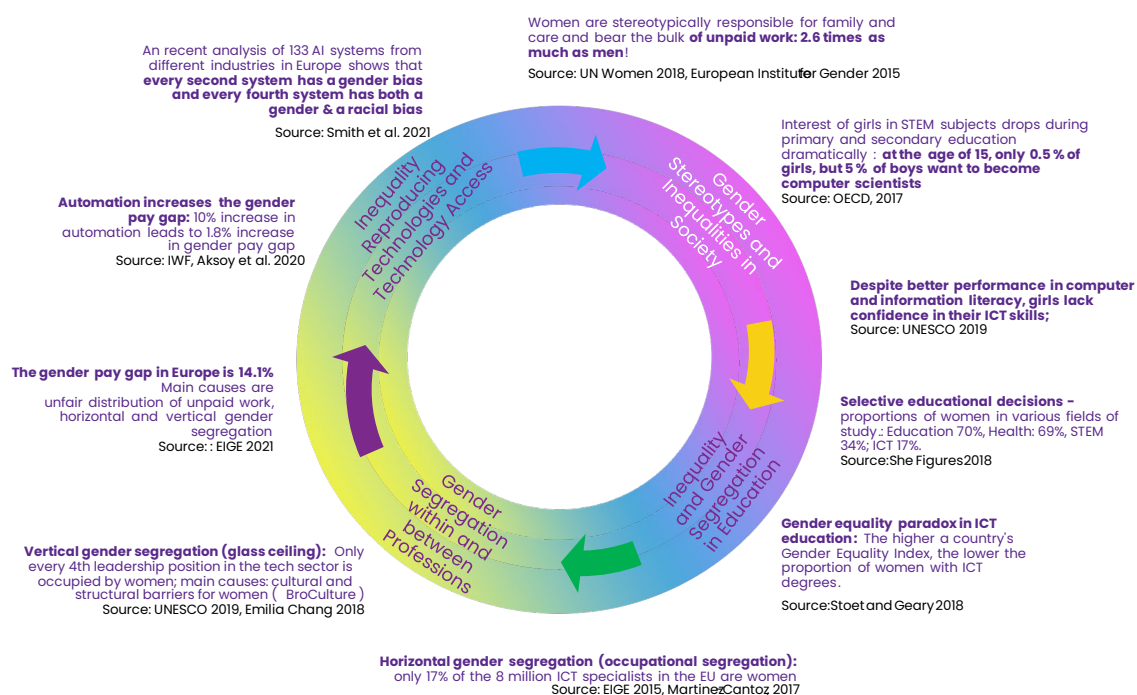 Women are stereotypically responsible for family and
care and bear the bulk of unpaid work: 2.6 times as
much as men!
Source: UN Women 2018, European Institute for Gender 2015
An recent analysis of 133 AI systems from
different industries in Europe shows that
every second system has a gender bias
and every fourth system has both a
gender & a racial bias
Source: Smith et al. 2021
Interest of girls in STEM subjects drops during
primary and secondary education
dramatically : at the age of 15, only 0.5 % of
girls, but 5 % of boys want to become
computer scientists
Source: OECD, 2017
Inequality
Reproducing
Technologies and
Technology Access
Gender
Stereotypes and
Inequalities in
Society
Automation increases the gender
pay gap: 10% increase in
automation leads to 1.8% increase
in gender pay gap
Source: IWF, Aksoy et al. 2020
Despite better performance in computer
and information literacy, girls lack
confidence in their ICT skills;
Source: UNESCO 2019
The gender pay gap in Europe is 14.1%
Main causes are
unfair distribution of unpaid work,
horizontal and vertical gender
segregation
Source: : EIGE 2021
Selective educational decisions -
proportions of women in various fields of
study.: Education 70%, Health: 69%, STEM
34%; ICT 17%.
Source:She Figures2018
Inequality
and Gender
Segregation
in Education
Gender
Segregation
within and
between
Professions
Gender equality paradox in ICT
education: The higher a country's
Gender Equality Index, the lower the
proportion of women with ICT
degrees.
Source:Stoet and Geary 2018
Vertical gender segregation (glass ceiling): Only
every 4th leadership position in the tech sector is
occupied by women; main causes: cultural and
structural barriers for women ( BroCulture )
Source: UNESCO 2019, Emilia Chang 2018
Horizontal gender segregation (occupational segregation):
only 17% of the 8 million ICT specialists in the EU are women
Source: EIGE 2015, MartinezCantoz 2017